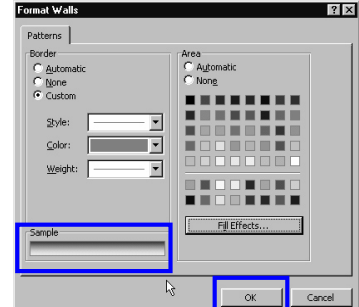 Format Walls
Patterns
Border
Automatic
None
Custom
Style:
Color:
Weight:
Sample
Area
Automatic
None
Fill Effects...
OK
Cancel